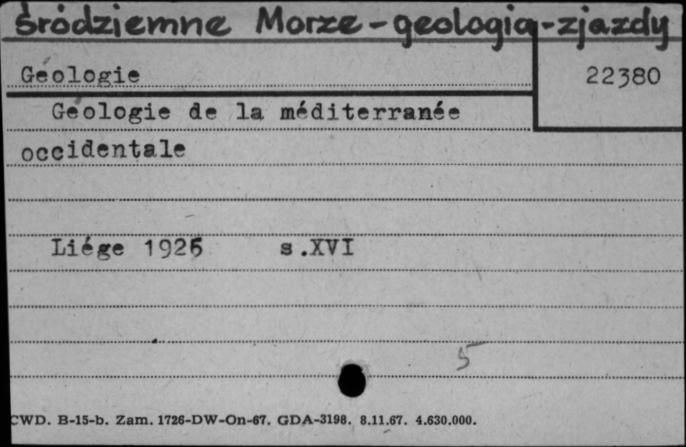 Śródziemne Morze - geologia - zjazdy
Geologie
22380
Géologie de la méditerranée
occidentale
Liége 1926 s.XVI
5
CWD. B-15-b. Zam. 1726-DW-On-67. GDA-3198. 8.11.67. 4.630.000.